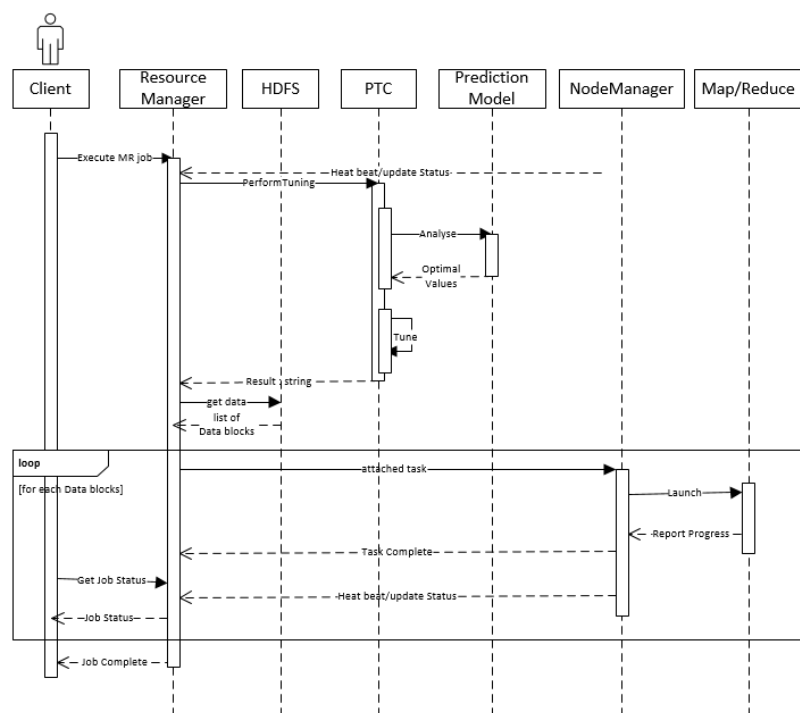 Client
Resource
Manager
HDFS
PTC
Prediction
Model
NodeManager
Map/Reduce
Execute MR job
Heat beat/update Status
PerformTuning
Analyse
Optimal
Values
Tune
Result : string
get data
list of
Data blocks
loop
[for each Data blocks]
attached task
Launch
Report Progress
Task Complete
Get Job Status
Heat beat/update Status
Job Status
Job Complete